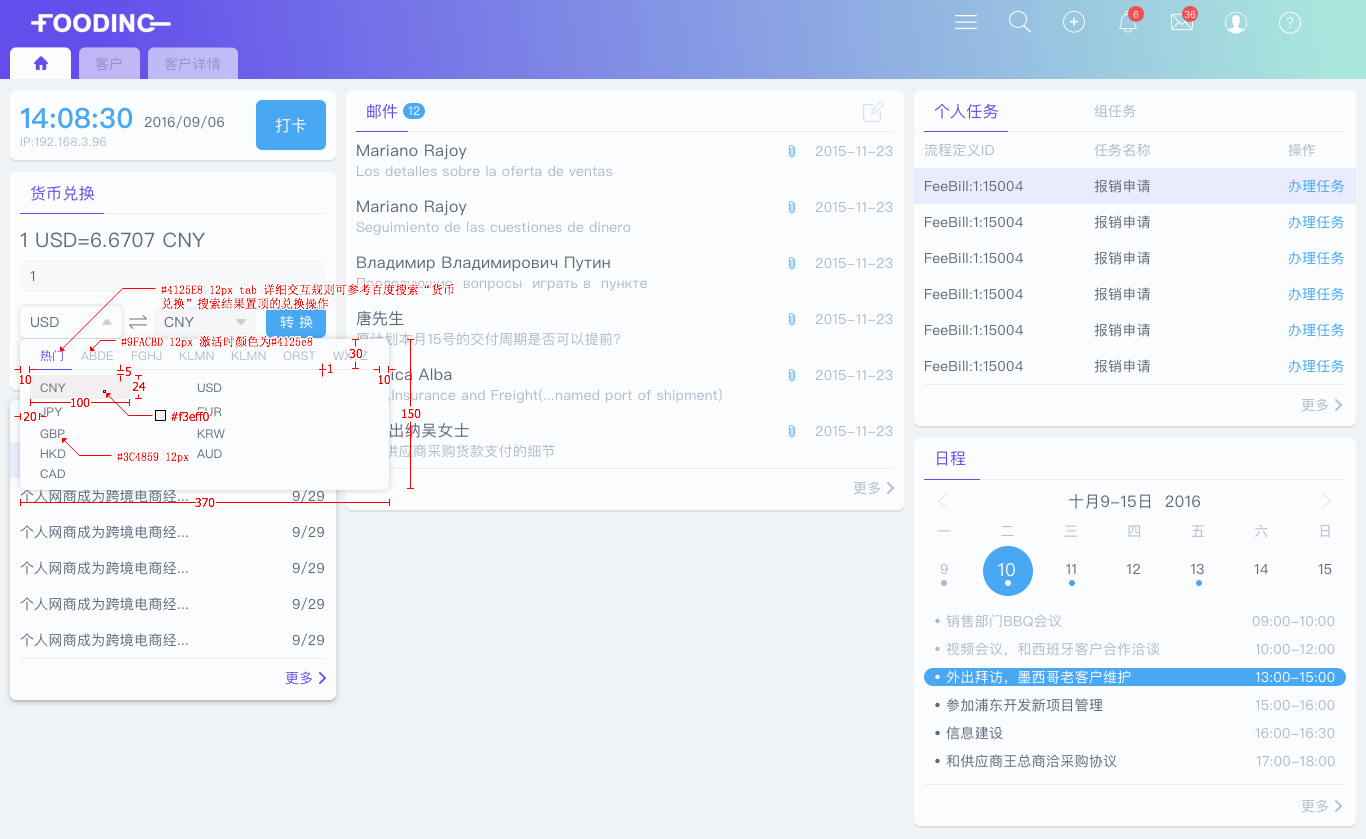 FOODINC
6
36
?
客户
客户详情
14:08:30
2016/09/06
打卡
IP:192.168.3.96
货币兑换
1 USD=6.6707 CNY
1
#4125E8 12px tab 详细交互规则可参考百度搜索“货币
兑换”搜索结果置顶的兑换操作
USD
CNY
转 换
#9FACBD 12px 激活时颜色为#4125e8
热门
ABDE
FGHJ
KLMN
KLMN
ORST
30
10
5
1
10
CNY
24
USD
100
20
JPY
#f3eff0
EUR
150
GBP
KRW
HKD
#3C4859 12px
AUD
CAD
370
个人网商成为跨境电商经...
9/29
个人网商成为跨境电商经...
9/29
个人网商成为跨境电商经...
9/29
个人网商成为跨境电商经...
9/29
个人网商成为跨境电商经...
9/29
更多
邮件
12
Mariano Rajoy
2015-11-23
Los detalles sobre la oferta de ventas
Mariano Rajoy
2015-11-23
Seguimiento de las cuestiones de dinero
Владимир Владимирович Путин
2015-11-23
вопросы играть в пункте
唐先生
2015-11-23
原计划本月15号的交付周期是否可以提前?
Alba
2015-11-23
,Insurance and Freight(...named port of shipment)
出纳吴女士
2015-11-23
供应商采购货款支付的细节
更多
个人任务
组任务
流程定义ID
任务名称
操作
FeeBill:1:15004
报销申请
办理任务
FeeBill:1:15004
报销申请
办理任务
FeeBill:1:15004
报销申请
办理任务
FeeBill:1:15004
报销申请
办理任务
FeeBill:1:15004
报销申请
办理任务
FeeBill:1:15004
报销申请
办理任务
更多
日程
十月9-15日 2016
一
二
三
四
五
六
日
9
10
11
12
13
14
15
• 销售部门BBQ会议
09:00-10:00
• 视频会议，和西班牙客户合作洽谈
10:00-12:00
• 外出拜访，墨西哥老客户维护
13:00-15:00
• 参加浦东开发新项目管理
15:00-16:00
• 信息建设
16:00-16:30
• 和供应商王总商洽采购协议
17:00-18:00
更多